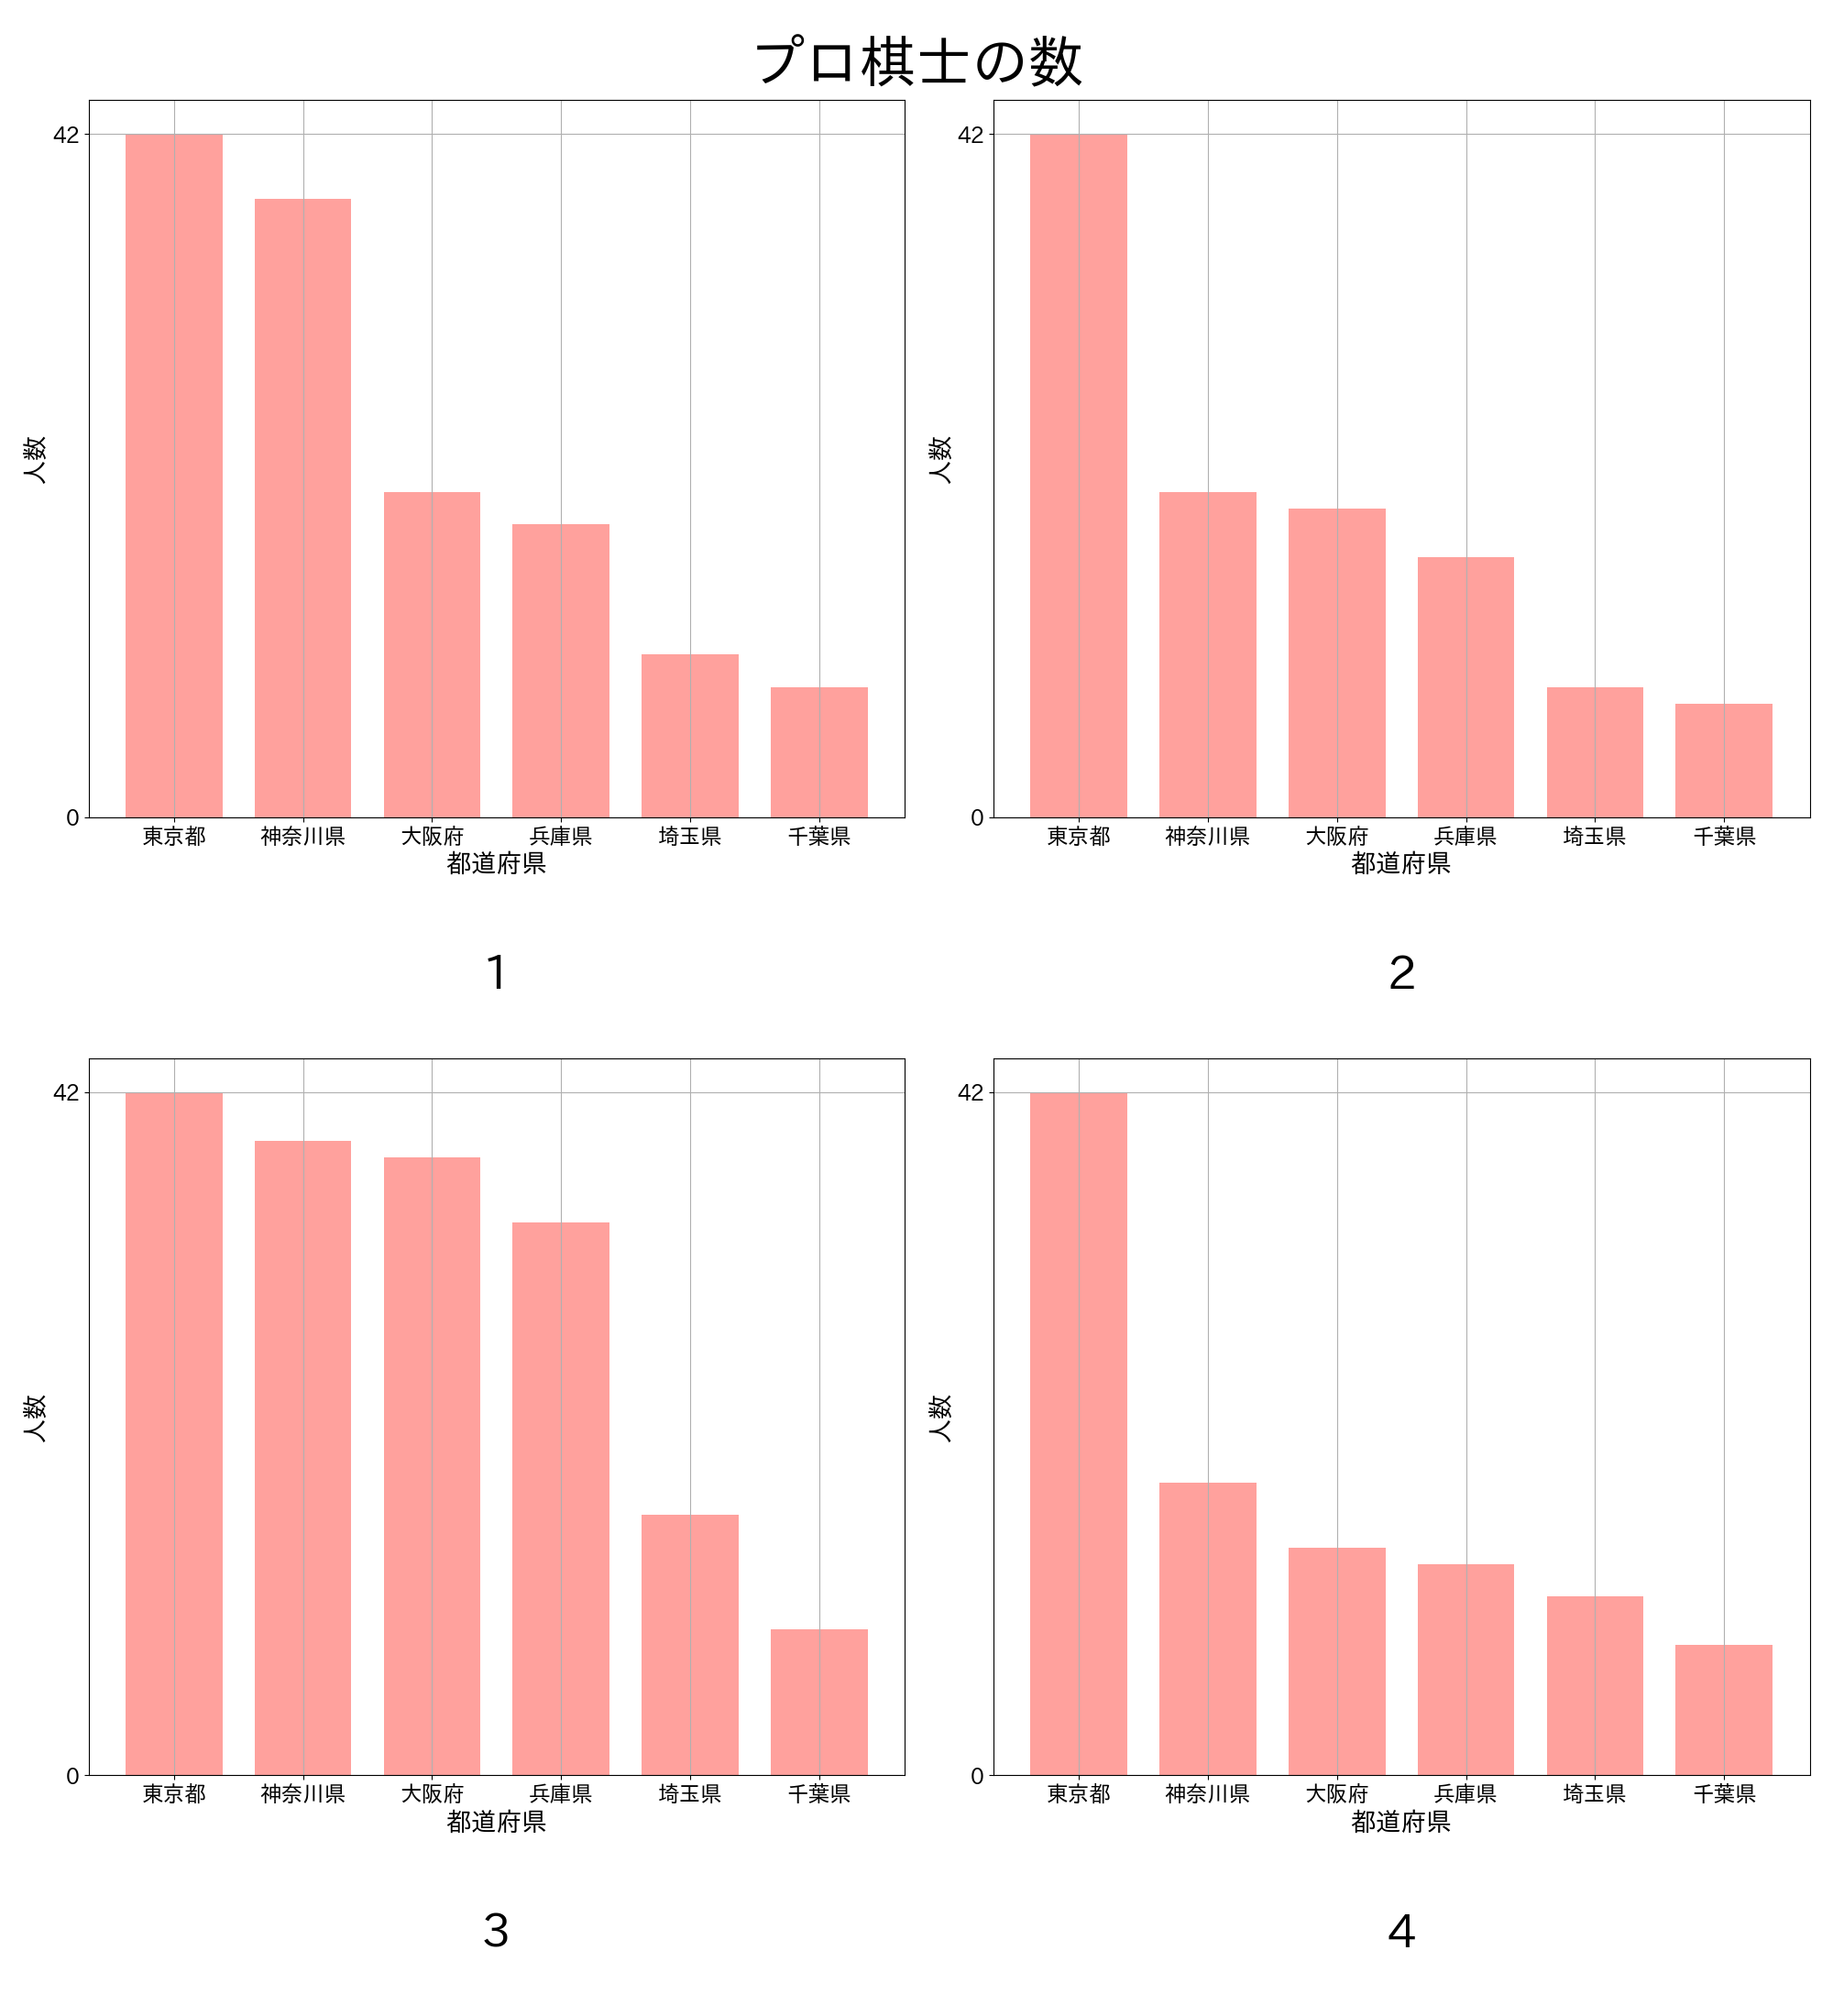 プロ棋士の数
42
0
人数
東京都 神奈川県 大阪府 兵庫県 埼玉県 千葉県
都道府県
1
42
0
人数
東京都 神奈川県 大阪府 兵庫県 埼玉県 千葉県
都道府県
2
42
0
人数
東京都 神奈川県 大阪府 兵庫県 埼玉県 千葉県
都道府県
3
42
0
人数
東京都 神奈川県 大阪府 兵庫県 埼玉県 千葉県
都道府県
4